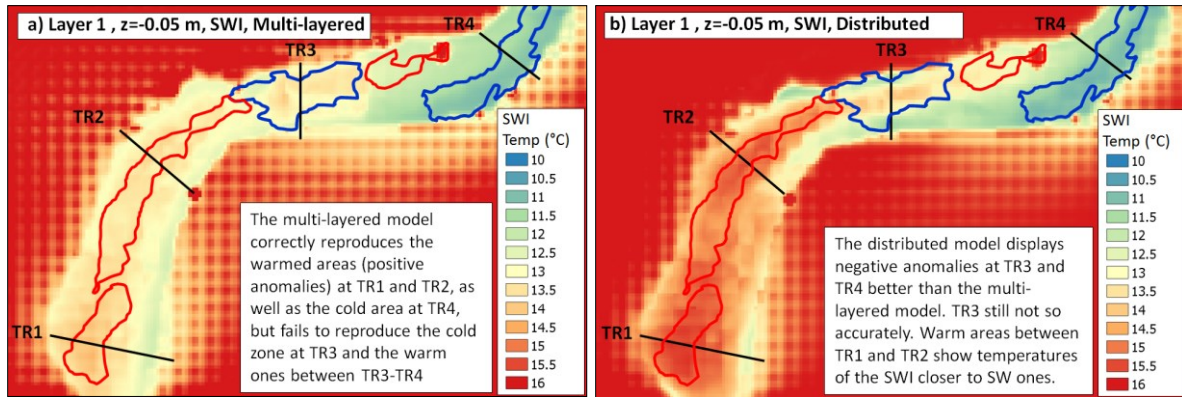 a) Layer 1 , z=-0.05 m, SWI, Multi-layered
TR4
TR3
TR2
TR1
The multi-layered model
correctly reproduces the
warmed areas (positive
anomalies) at TR1 and TR2, as
well as the cold area at TR4,
but fails to reproduce the cold
zone at TR3 and the warm
ones between TR3-TR4
SWI
Temp (°C)
10
10.5
11
11.5
12
12.5
13
13.5
14
14.5
15
15.5
16
b) Layer 1 , z=-0.05 m, SWI, Distributed
TR4
TR3
TR2
TR1
The distributed model displays
negative anomalies at TR3 and
TR4 better than the multi-
layered model. TR3 still not so
accurately. Warm areas between
TR1 and TR2 show temperatures
of the SWI closer to SW ones.
SWI
Temp (°C)
10
10.5
11
11.5
12
12.5
13
13.5
14
14.5
15
15.5
16